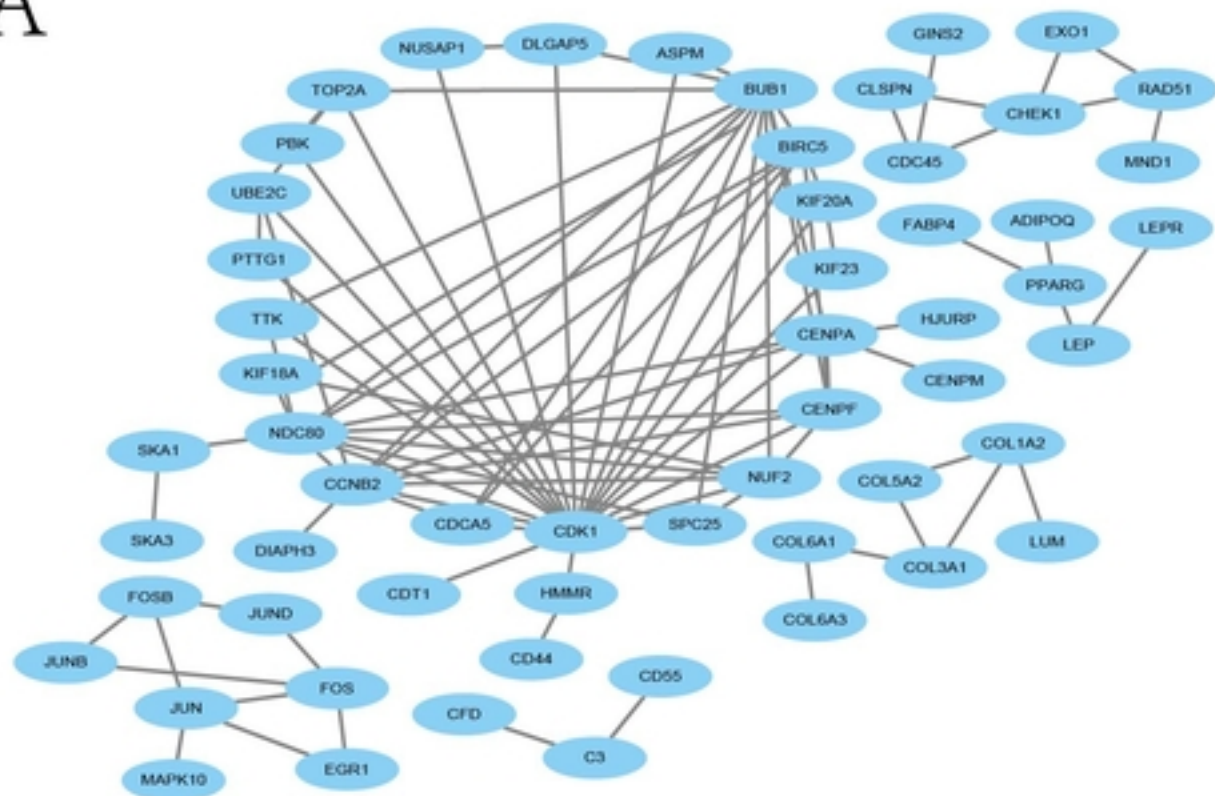 A
NUSAP1
DLGAP5
ASPM
GINS2
EXO1
TOP2A
BUB1
CLSPN
RAD51
CHEK1
PBK
BIRC5
CDC45
MND1
UBE2C
KIF20A
FABP4
ADIPOQ
LEPR
PTTG1
KIF23
PPARG
TTK
CENPA
HJURP
LEP
KIF18A
CENPM
CENPF
NDC80
SKA1
COL1A2
CCNB2
NUF2
COL5A2
CDCA5
CDK1
SPC25
SKA3
DIAPH3
COL6A1
LUM
COL3A1
CDT1
HMMR
FOSB
JUND
COL6A3
JUNB
CD44
CD55
FOS
JUN
CFD
C3
MAPK10
EGR1